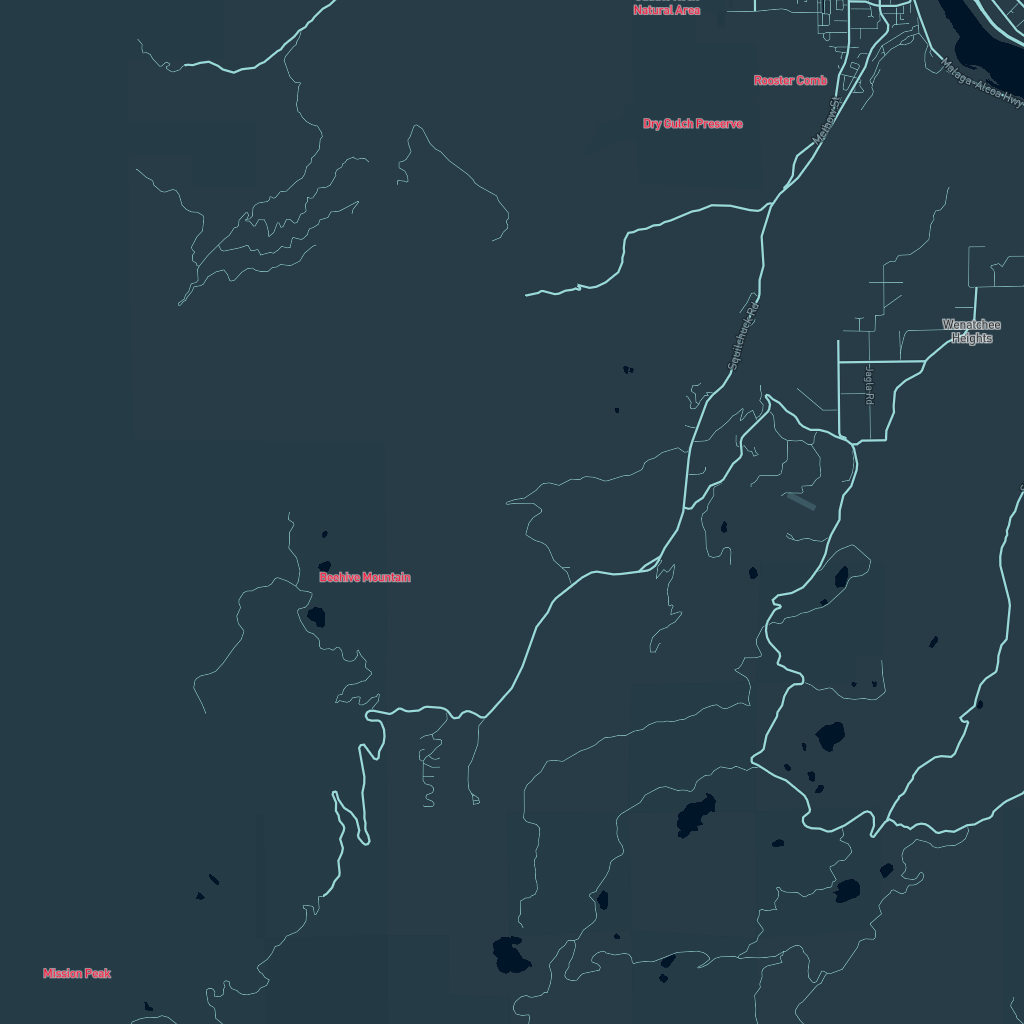 Natural Area
Rooster Comb
Malaga-Alcoa Hwy
Methow St
Dry Gulch Preserve
Squilchuck Rd
Wenatchee
Heights
Jagla Rd
Beehive Mountain
Mission Peak